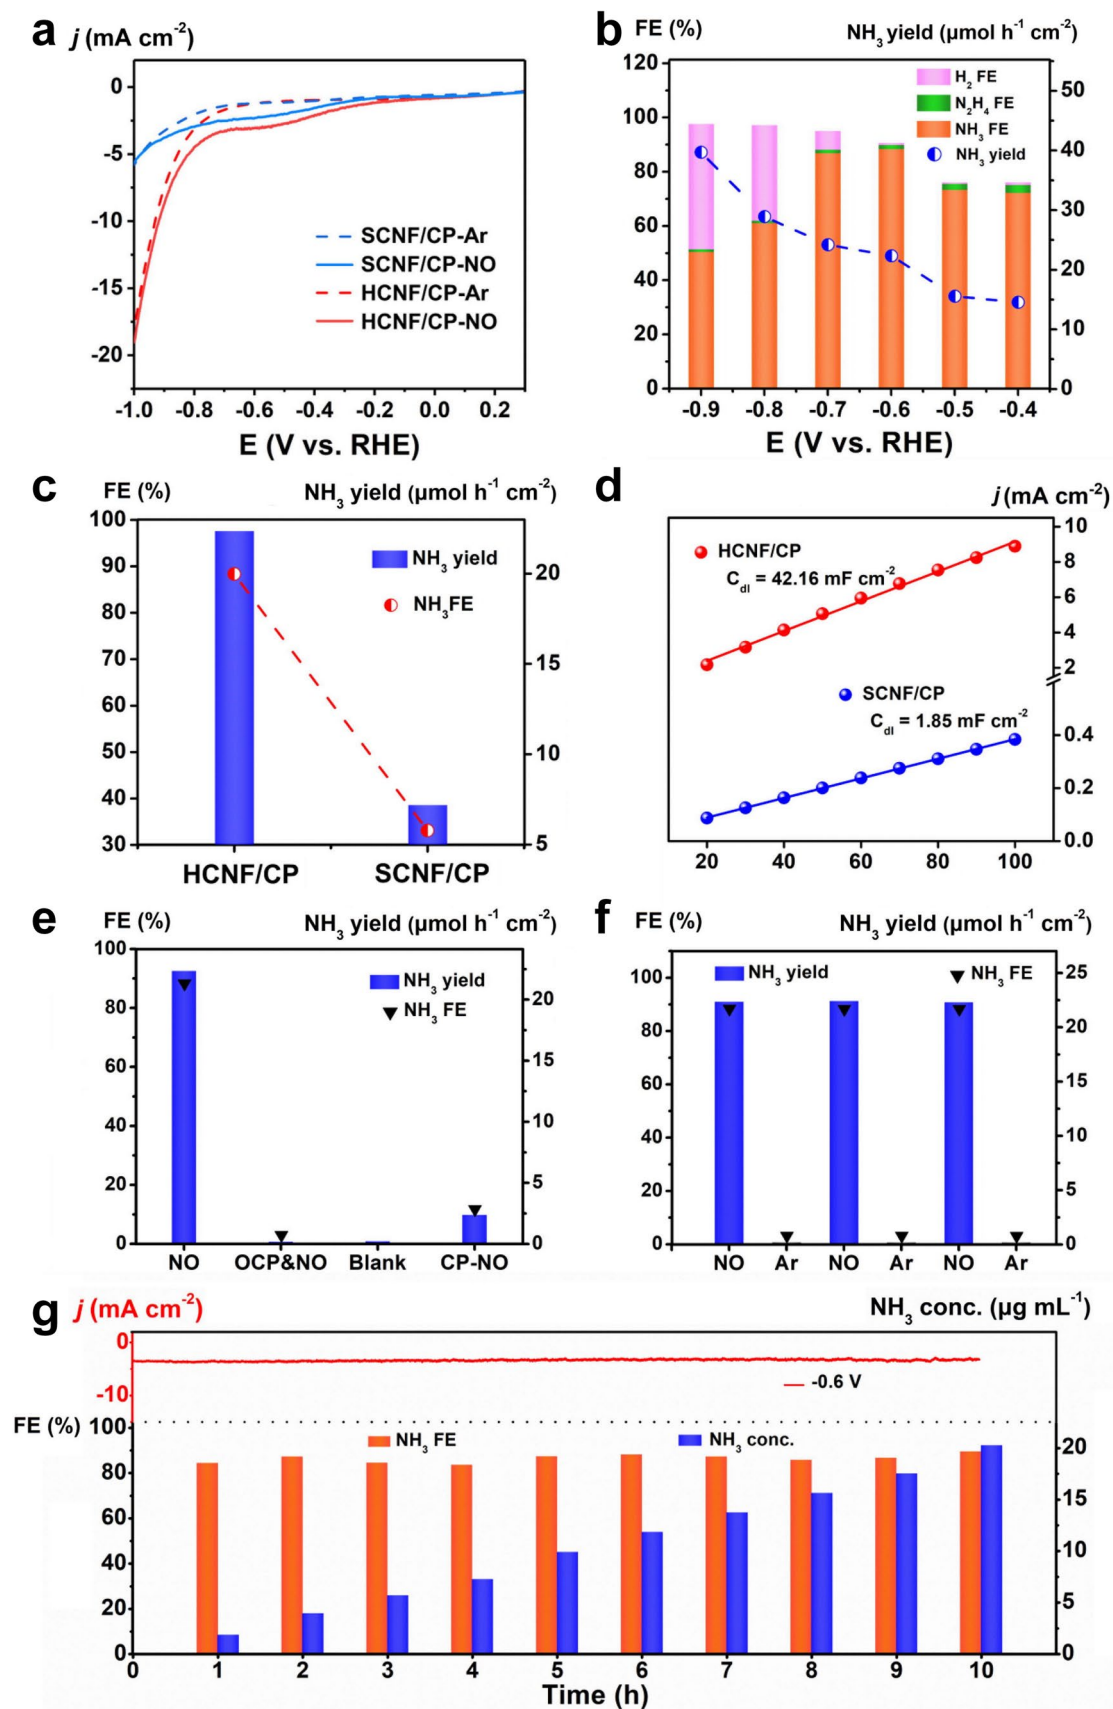 a
j (mA cm⁻²)
0
-5
-10
-15
-20
SCNF/CP-Ar
SCNF/CP-NO
HCNF/CP-Ar
HCNF/CP-NO
-1.0 -0.8 -0.6 -0.4 -0.2 0.0 0.2
E (V vs. RHE)
b
FE (%) NH₃ yield (μmol h⁻¹ cm⁻²)
120
100
80
60
40
20
0
H₂ FE
N₂H₄ FE
NH₃ FE
NH₃ yield
50
40
30
20
10
0
-0.9 -0.8 -0.7 -0.6 -0.5 -0.4
E (V vs. RHE)
c
FE (%) NH₃ yield (μmol h⁻¹ cm⁻²)
100
90
80
70
60
50
40
30
NH₃ yield
NH₃FE
20
15
10
5
HCNF/CP SCNF/CP
d
j (mA cm⁻²)
HCNF/CP
C_dl = 42.16 mF cm⁻²
SCNF/CP
C_dl = 1.85 mF cm⁻²
10
8
6
4
2
0.4
0.2
0.0
20 40 60 80 100
e
FE (%) NH₃ yield (μmol h⁻¹ cm⁻²)
100
80
60
40
20
0
NH₃ yield
NH₃ FE
20
15
10
5
0
NO OCP&NO Blank CP-NO
f
FE (%) NH₃ yield (μmol h⁻¹ cm⁻²)
100
80
60
40
20
0
NH₃ yield NH₃ FE
25
20
15
10
5
0
NO Ar NO Ar NO Ar
g
j (mA cm⁻²) NH₃ conc. (μg mL⁻¹)
0
-10
-0.6 V
FE (%)
100
80
60
40
20
0
NH₃ FE NH₃ conc.
20
15
10
5
0
0 1 2 3 4 5 6 7 8 9 10
Time (h)